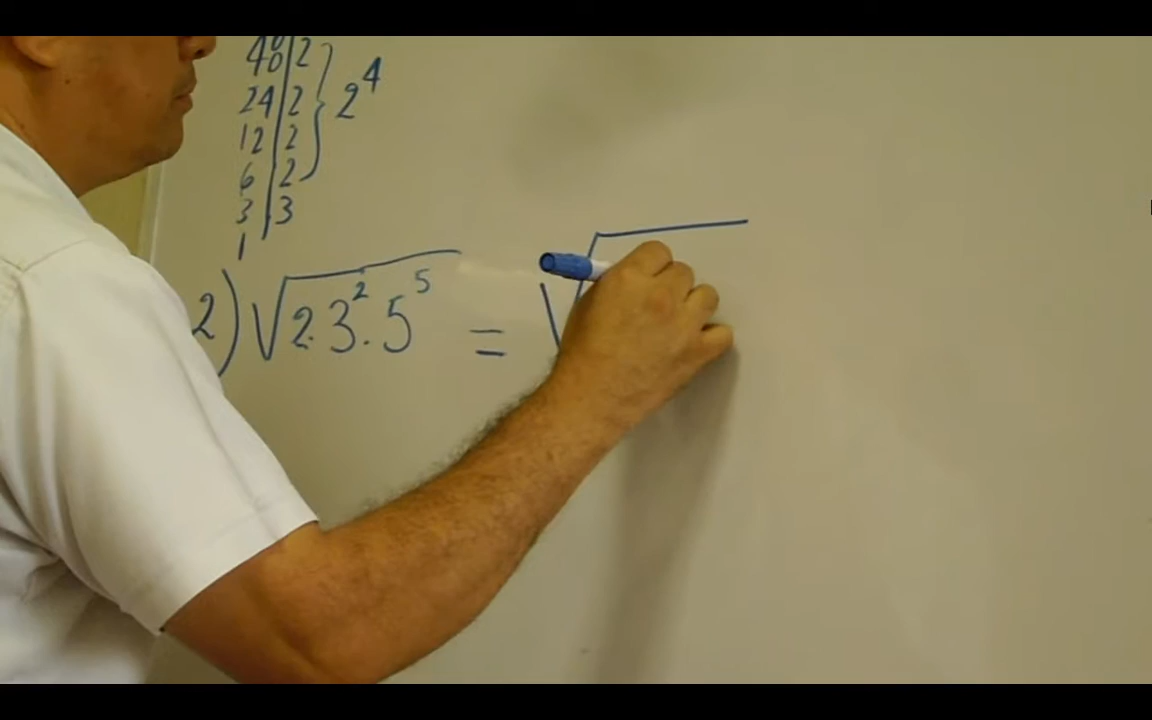 48 | 2
24 | 2
12 | 2 } 2⁴
6 | 2
3 | 3
1
2) √2.3².5⁵ = √